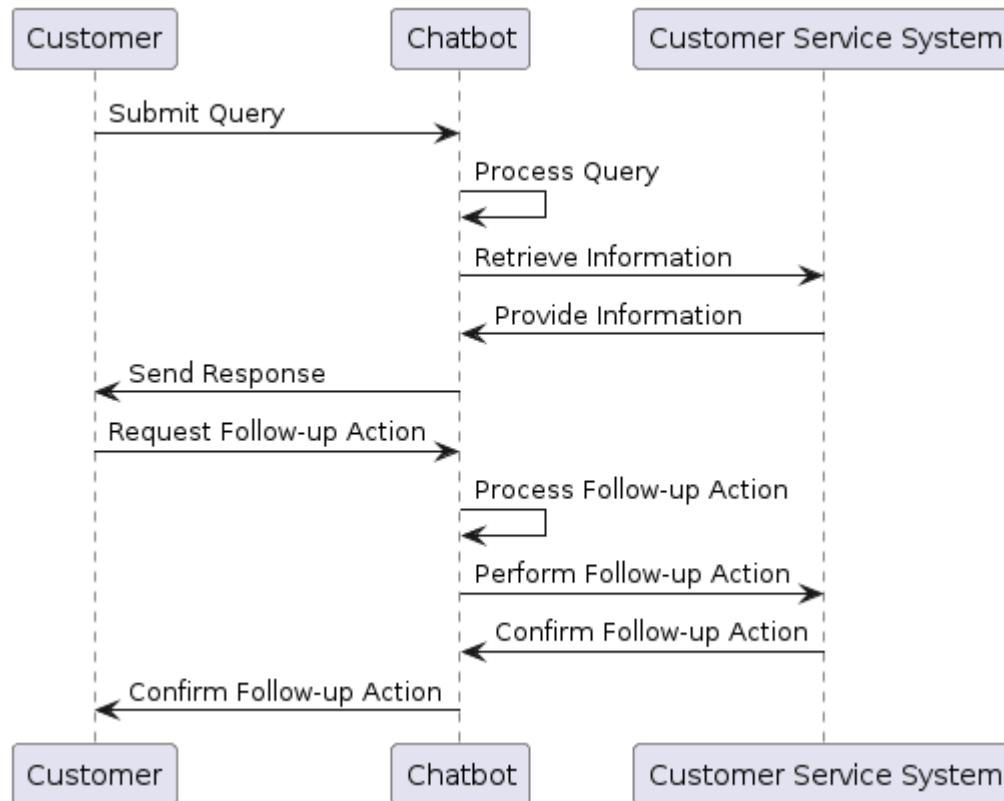 Customer Chatbot Customer Service System
Submit Query
Process Query
Retrieve Information
Provide Information
Send Response
Request Follow-up Action
Process Follow-up Action
Perform Follow-up Action
Confirm Follow-up Action
Confirm Follow-up Action
Customer Chatbot Customer Service System